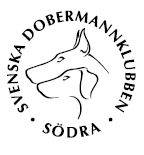 SVENSKA DOBERMANNKLUBBEN
· SÖDRA ·